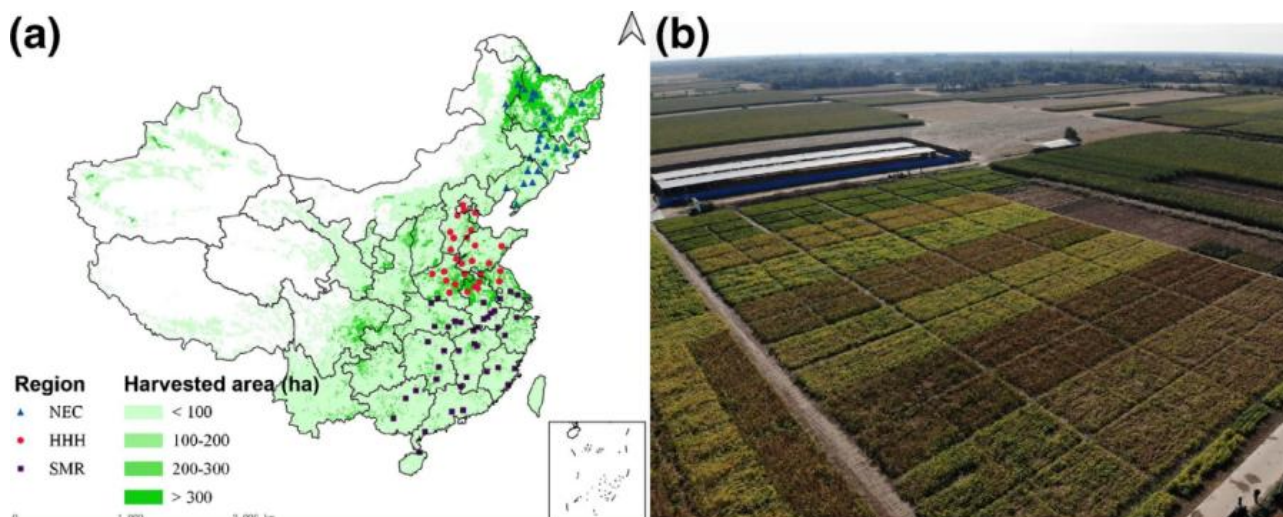 (a)
(b)
Region
NEC
HHH
SMR
Harvested area (ha)
< 100
100-200
200-300
> 300